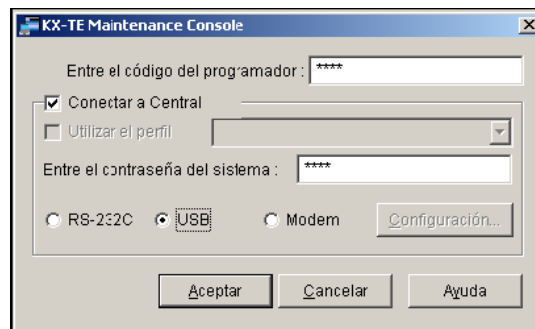 KX-TE Maintenance Console
Entre el código del programador : ****
Conectar a Central
Utilizar el perfil
Entre el contraseña del sistema : ****
RS-232C USB Modem Configuración...
Aceptar Cancelar Ayuda